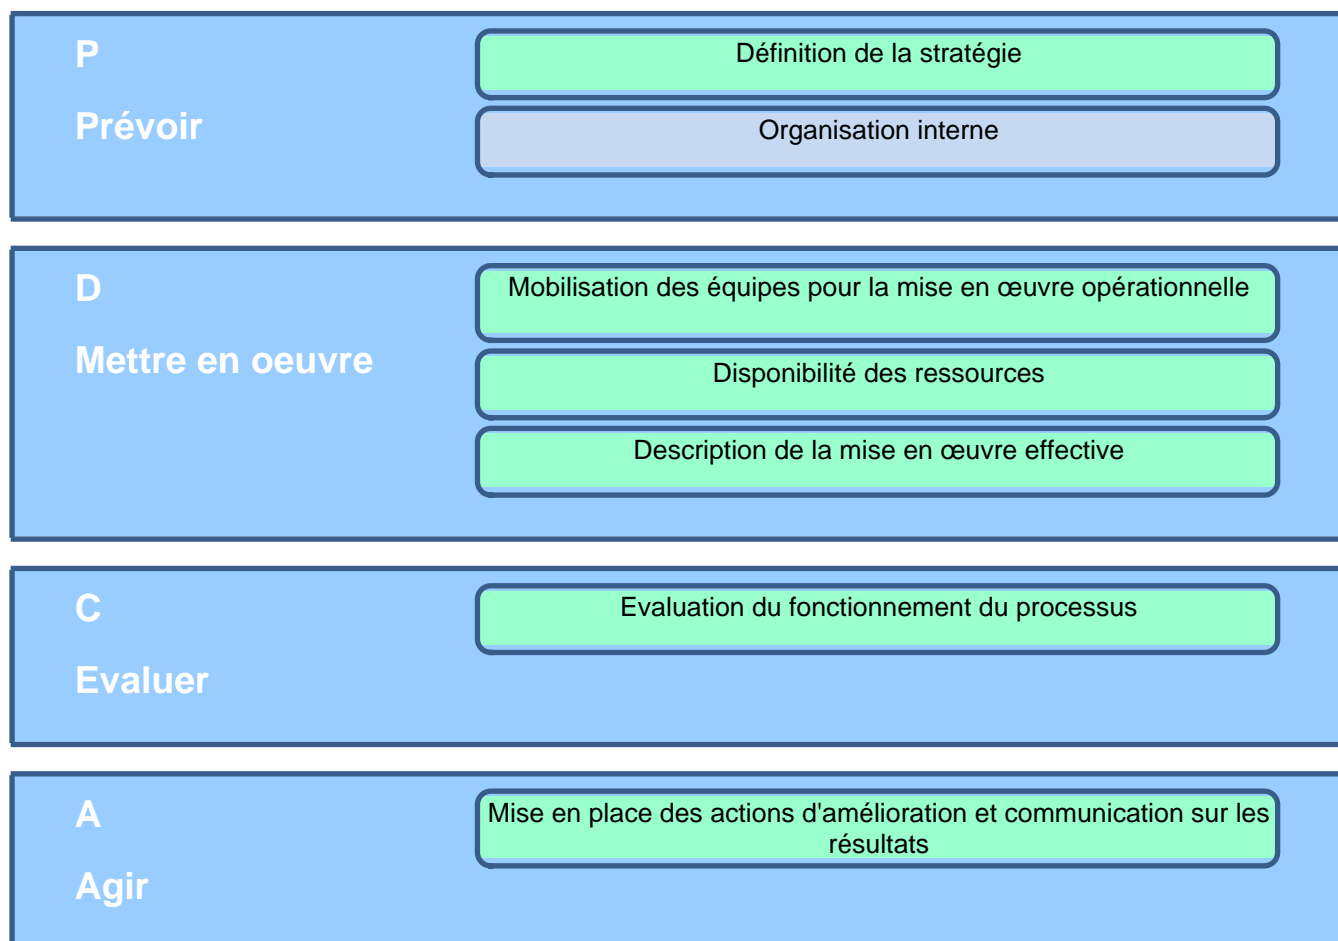 P
Prévoir
Définition de la stratégie
Organisation interne
D
Mettre en oeuvre
Mobilisation des équipes pour la mise en œuvre opérationnelle
Disponibilité des ressources
Description de la mise en œuvre effective
C
Evaluer
Evaluation du fonctionnement du processus
A
Agir
Mise en place des actions d'amélioration et communication sur les
résultats